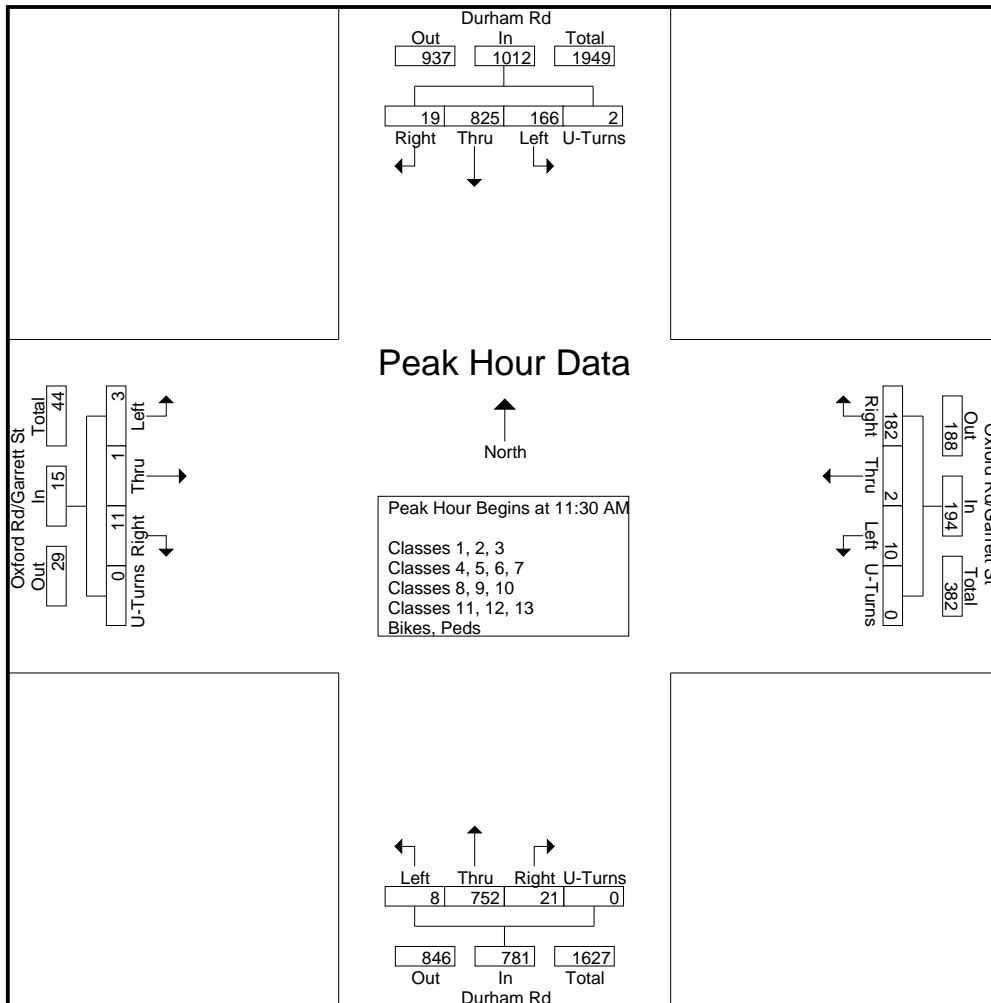 Durham Rd
Out In Total
937 1012 1949
19 825 166 2
Right Thru Left U-Turns
Peak Hour Data
North
Peak Hour Begins at 11:30 AM
Classes 1, 2, 3
Classes 4, 5, 6, 7
Classes 8, 9, 10
Classes 11, 12, 13
Bikes, Peds
Oxford Rd/Garrett St
Out In Total
29 15 44
0 11 1 3
U-Turns Right Thru Left
Oxford Rd/Garrett St
Out In Total
188 194 382
182 2 10 0
Right Thru Left U-Turns
Left Thru Right U-Turns
8 752 21 0
846 781 1627
Out In Total
Durham Rd